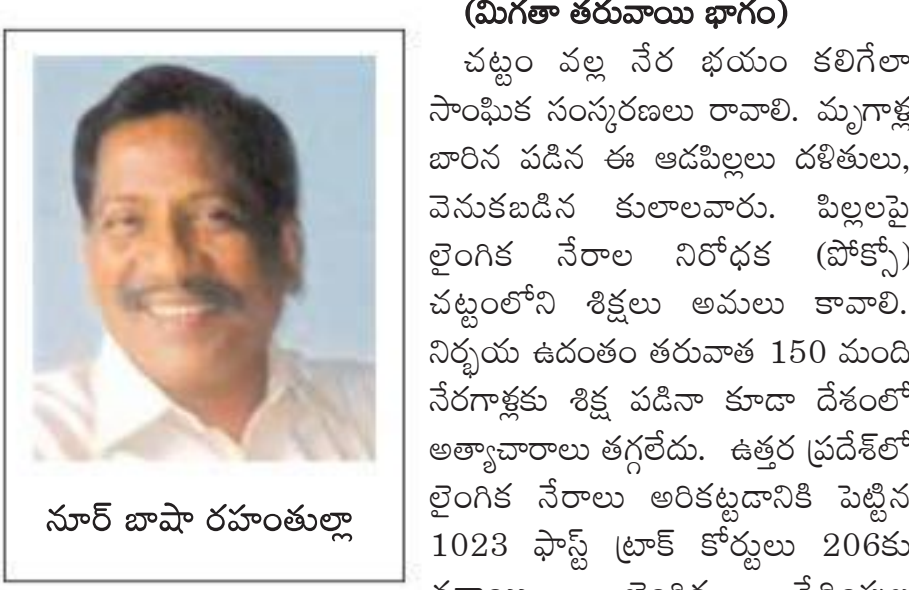 (మిగతా తరువాయి భాగం)
చట్టం వల్ల నేర భయం కలిగేలా
సాంఘిక సంస్కరణలు రావాలి. మృగాళ్ల
బారిన పడిన ఈ ఆడపిల్లలు దళితులు,
వెనుకబడిన కులాలవారు. పిల్లలపై
లైంగిక నేరాల నిరోధక (పోక్సో)
చట్టంలోని శిక్షలు అమలు కావాలి.
నిర్భయ ఉదంతం తరువాత 150 మంది
నేరగాళ్లకు శిక్ష పడినా కూడా దేశంలో
అత్యాచారాలు తగ్గలేదు. ఉత్తర ప్రదేశ్‌లో
లైంగిక నేరాలు అరికట్టడానికి పెట్టిన
1023 ఫాస్ట్ ట్రాక్ కోర్టులు 206కు
నూర్ బాషా రహంతుల్లా